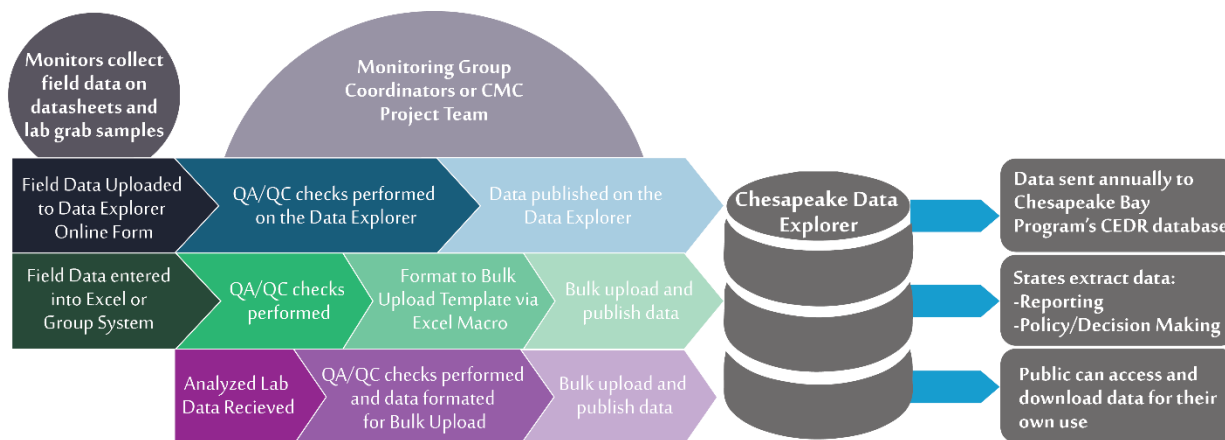 Monitors collect
field data on
datasheets and
lab grab samples
Monitoring Group
Coordinators or CMC
Project Team
Field Data Uploaded
to Data Explorer
Online Form
QA/QC checks performed
on the Data Explorer
Data published on the
Data Explorer
Field Data entered
into Excel or
Group System
QA/QC checks
performed
Format to Bulk
Upload Template via
Excel Macro
Bulk upload and
publish data
Analyzed Lab
Data Recieved
QA/QC checks performed
and data formated
for Bulk Upload
Bulk upload and
publish data
Chesapeake Data
Explorer
Data sent annually to
Chesapeake Bay
Program's CEDR database
States extract data:
-Reporting
-Policy/Decision Making
Public can access and
download data for their
own use